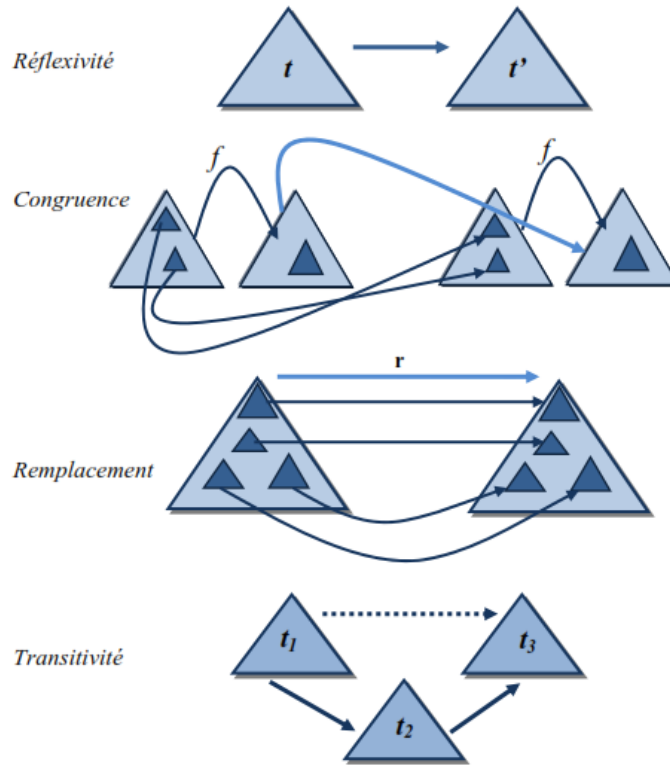 Réflexivité
t
t’
f
f
Congruence
r
Remplacement
t1
t3
Transitivité
t2